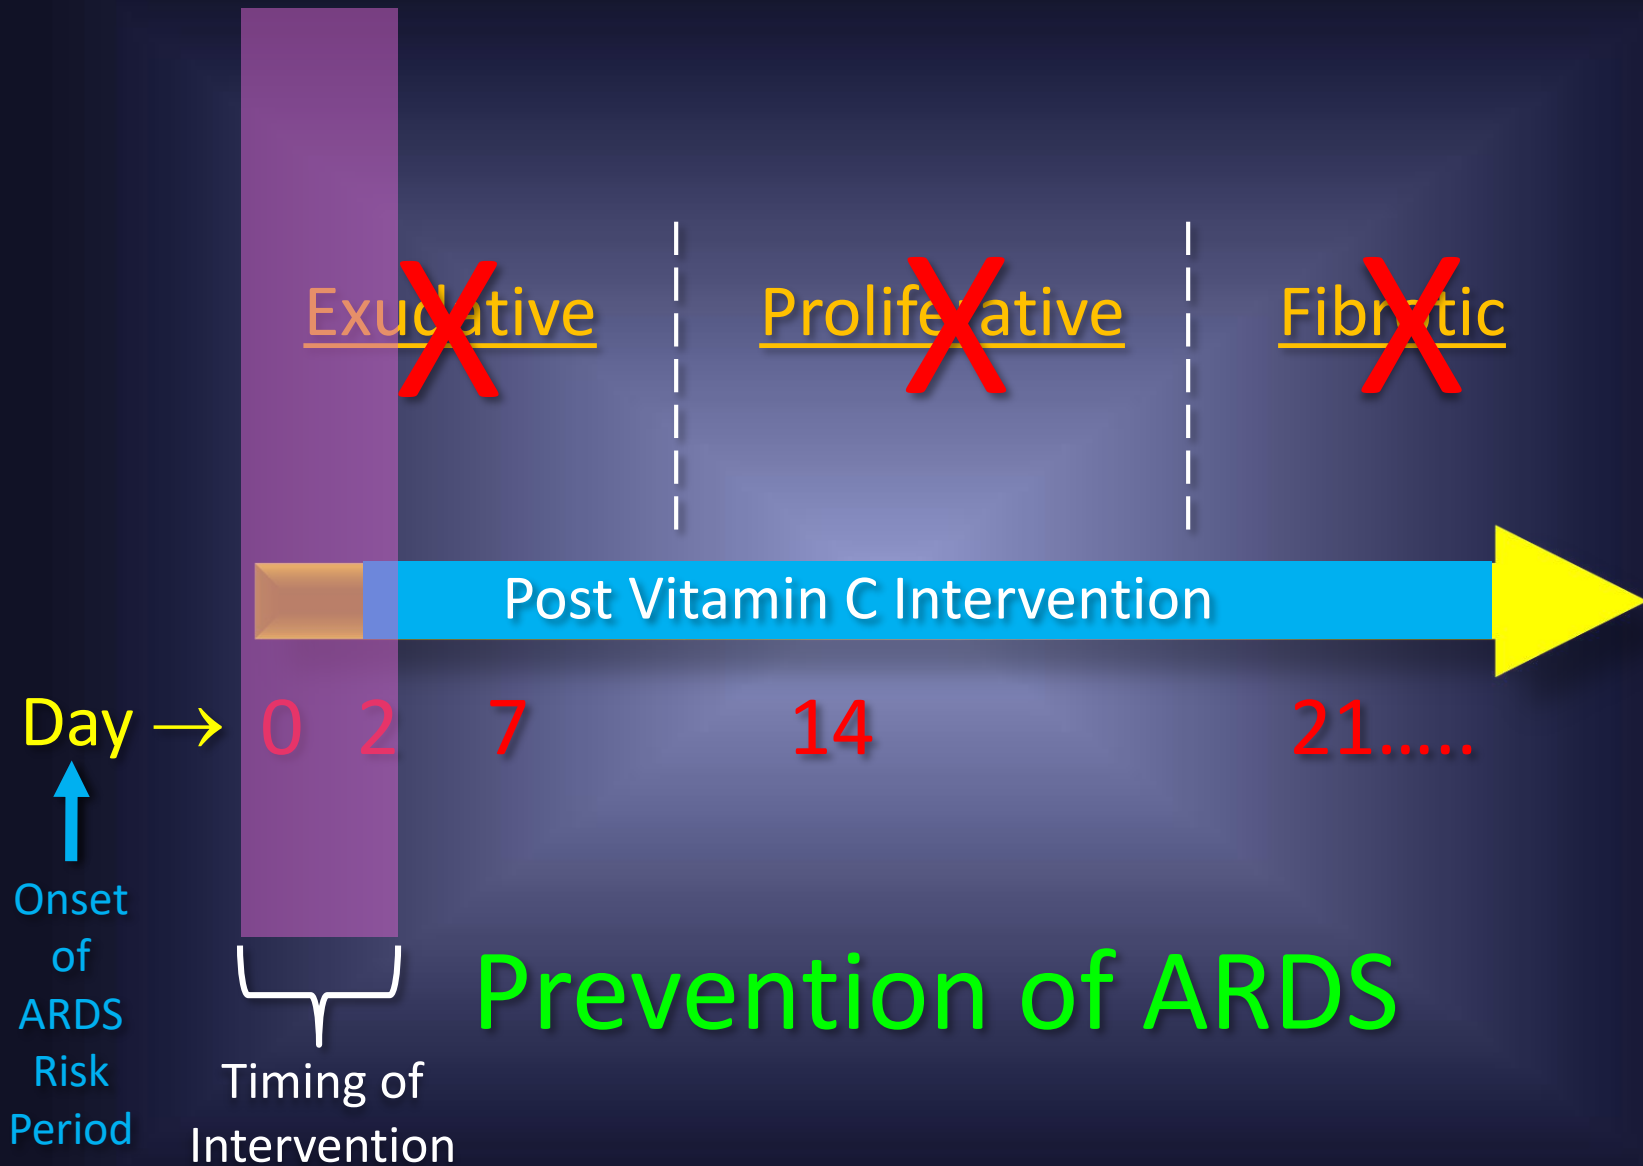 Exudative
Proliferative
Fibrotic
X
X
X
Post Vitamin C Intervention
Day → 0 2 7 14 21.....
Onset
of
ARDS
Risk
Period
Prevention of ARDS
Timing of
Intervention